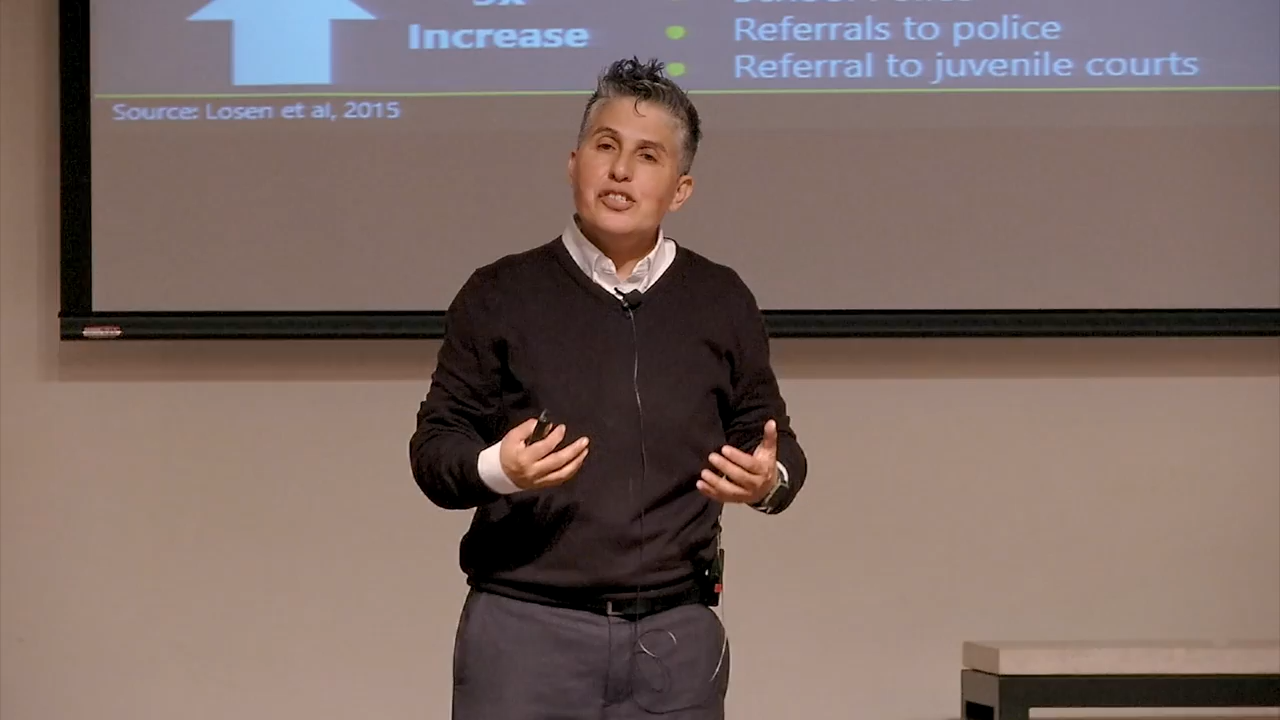 Increase
Referrals to police
Referral to juvenile courts
Source: Losen et al, 2015